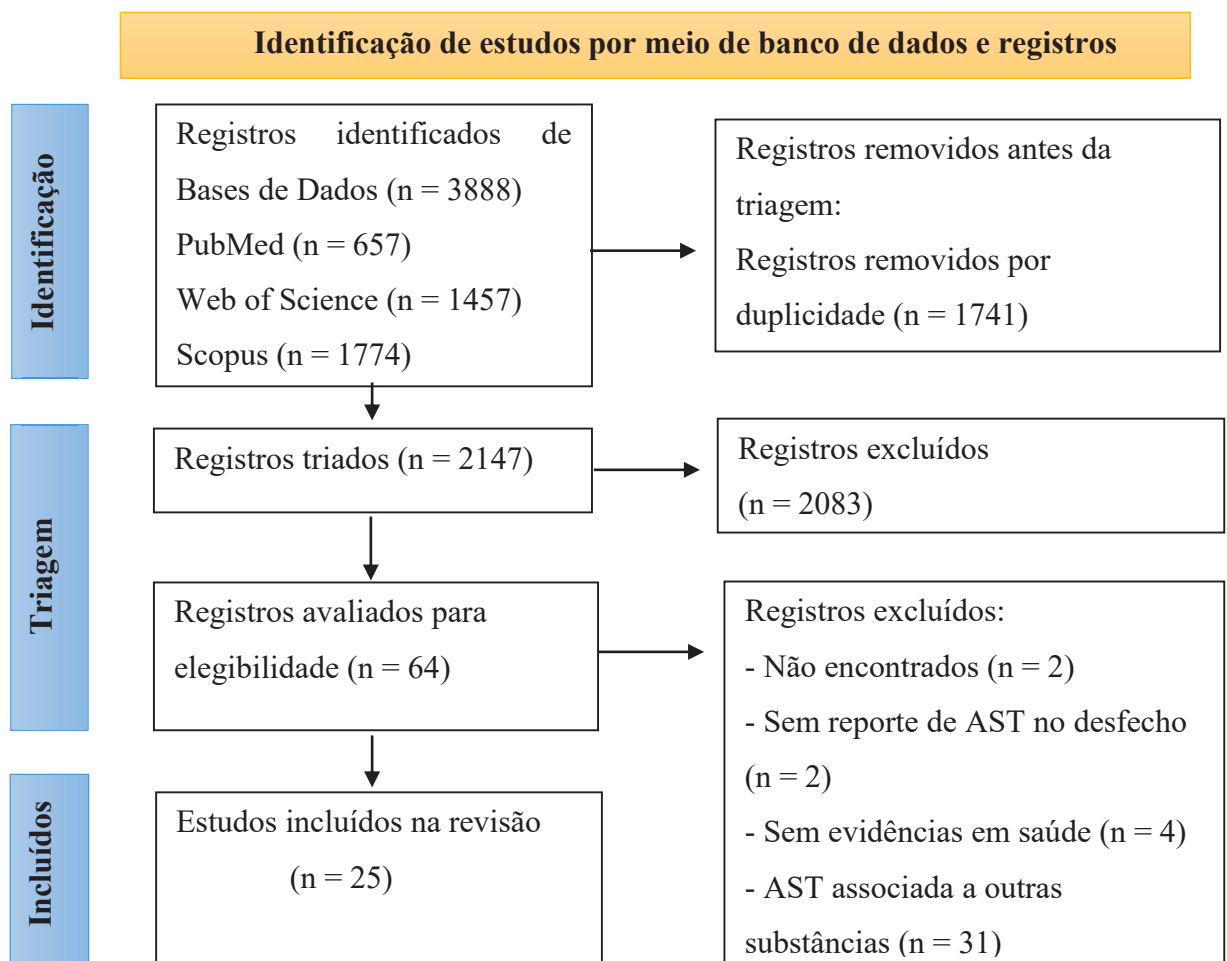 Identificação de estudos por meio de banco de dados e registros
Identificação
Registros identificados de
Bases de Dados (n = 3888)
PubMed (n = 657)
Web of Science (n = 1457)
Scopus (n = 1774)
Registros removidos antes da
triagem:
Registros removidos por
duplicidade (n = 1741)
Triagem
Registros triados (n = 2147)
Registros excluídos
(n = 2083)
Registros avaliados para
elegibilidade (n = 64)
Registros excluídos:
- Não encontrados (n = 2)
- Sem reporte de AST no desfecho
(n = 2)
- Sem evidências em saúde (n = 4)
- AST associada a outras
substâncias (n = 31)
Incluídos
Estudos incluídos na revisão
(n = 25)